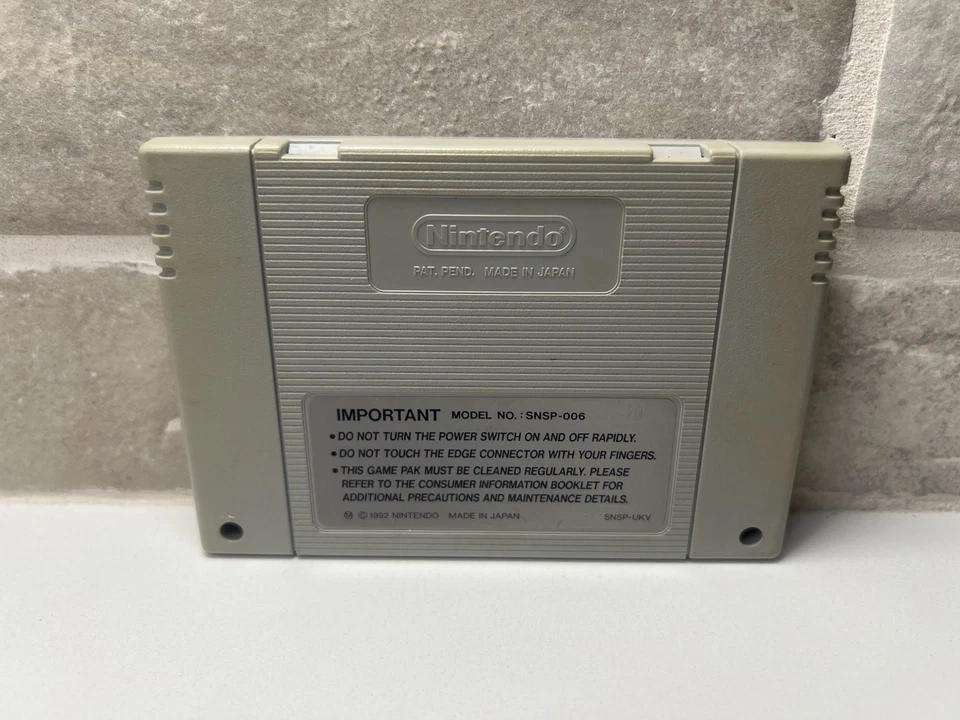 Nintendo®
PAT. PEND. MADE IN JAPAN
IMPORTANT MODEL NO.: SNSP-006
• DO NOT TURN THE POWER SWITCH ON AND OFF RAPIDLY.
• DO NOT TOUCH THE EDGE CONNECTOR WITH YOUR FINGERS.
• THIS GAME PAK MUST BE CLEANED REGULARLY. PLEASE
REFER TO THE CONSUMER INFORMATION BOOKLET FOR
ADDITIONAL PRECAUTIONS AND MAINTENANCE DETAILS.
Ⓜ ©1992 NINTENDO MADE IN JAPAN SNSP-UKV